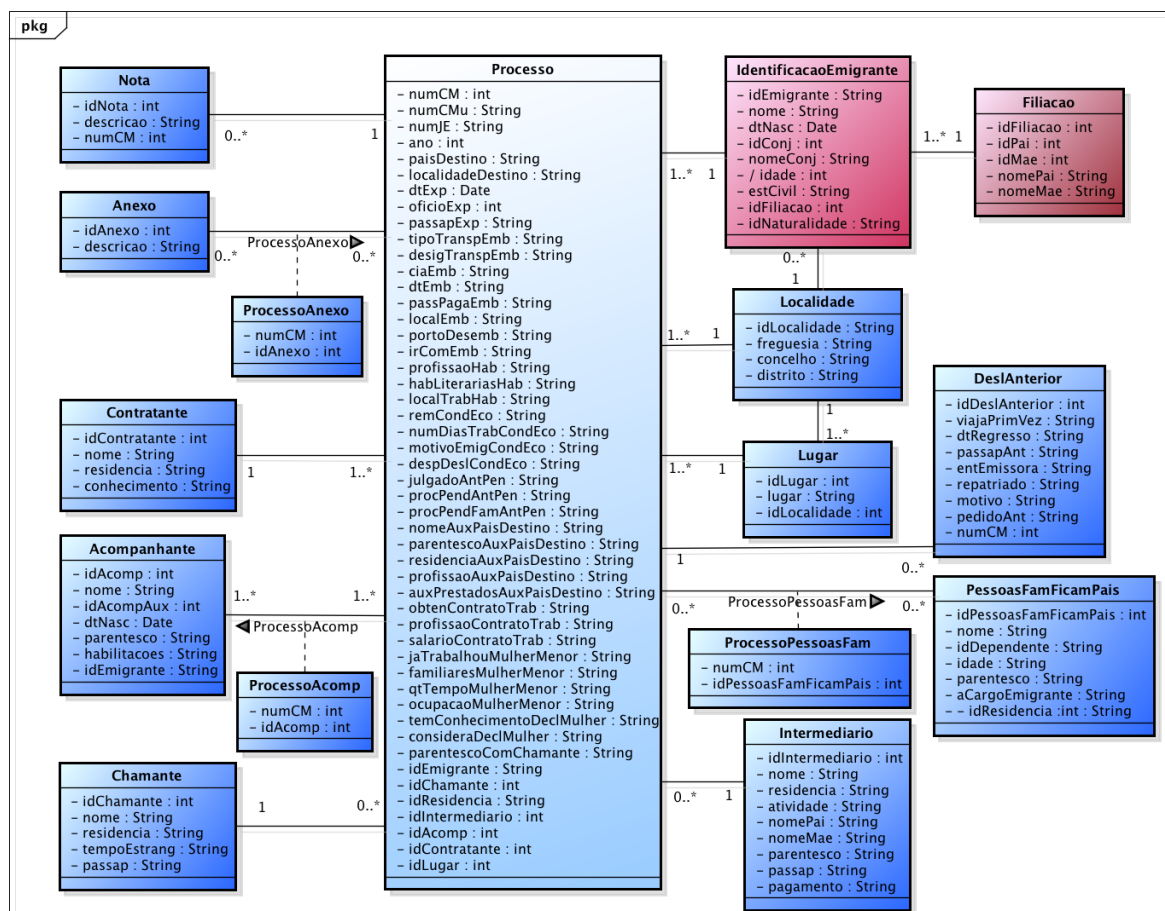 pkg
Nota
- idNota : int
- descricao : String
- numCM : int
0..*
1
Anexo
- idAnexo : int
- descricao : String
0..*
ProcessoAnexo
0..*
ProcessoAnexo
- numCM : int
- idAnexo : int
Contratante
- idContratante : int
- nome : String
- residencia : String
- conhecimento : String
1
1..*
Acompanhante
- idAcomp : int
- nome : String
- idAcompAux : int
- dtNasc : Date
- parentesco : String
- habilitacoes : String
- idEmigrante : String
1..*
1..*
ProcessoAcomp
ProcessoAcomp
- numCM : int
- idAcomp : int
Chamante
- idChamante : int
- nome : String
- residencia : String
- tempoEstrang : String
- passap : String
1
0..*
Processo
- numCM : int
- numCMu : String
- numJE : String
- ano : int
- paisDestino : String
- localidadeDestino : String
- dtExp : Date
- oficioExp : int
- passapExp : String
- tipoTranspEmb : String
- desigTranspEmb : String
- ciaEmb : String
- dtEmb : String
- passPagaEmb : String
- localEmb : String
- portoDesemb : String
- irComEmb : String
- profissaoHab : String
- habLiterariasHab : String
- localTrabHab : String
- remCondEco : String
- numDiasTrabCondEco : String
- motivoEmigCondEco : String
- despDeslCondEco : String
- julgadoAntPen : String
- procPendAntPen : String
- procPendFamAntPen : String
- nomeAuxPaisDestino : String
- parentescoAuxPaisDestino : String
- residenciaAuxPaisDestino : String
- profissaoAuxPaisDestino : String
- auxPrestadosAuxPaisDestino : String
- obtenContratoTrab : String
- profissaoContratoTrab : String
- salarioContratoTrab : String
- jaTrabalhouMulherMenor : String
- familiaresMulherMenor : String
- qtTempoMulherMenor : String
- ocupacaoMulherMenor : String
- temConhecimentoDeclMulher : String
- consideraDeclMulher : String
- parentescoComChamante : String
- idEmigrante : String
- idChamante : int
- idResidencia : String
- idIntermediario : int
- idAcomp : int
- idContratante : int
- idLugar : int
IdentificacaoEmigrante
- idEmigrante : String
- nome : String
- dtNasc : Date
- idConj : int
- nomeConj : String
- / idade : int
- estCivil : String
- idFiliacao : int
- idNaturalidade : String
1..*
1
1..*
1
Filiacao
- idFiliacao : int
- idPai : int
- idMae : int
- nomePai : String
- nomeMae : String
0..*
1
Localidade
- idLocalidade : String
- freguesia : String
- concelho : String
- distrito : String
1..*
1
1
1..*
Lugar
- idLugar : int
- lugar : String
- idLocalidade : int
1..*
1
DeslAnterior
- idDeslAnterior : int
- viajaPrimVez : String
- dtRegresso : String
- passapAnt : String
- entEmissora : String
- repatriado : String
- motivo : String
- pedidoAnt : String
- numCM : int
1
0..*
PessoasFamFicamPais
- idPessoasFamFicamPais : int
- nome : String
- idDependente : String
- idade : String
- parentesco : String
- aCargoEmigrante : String
- - idResidencia :int : String
0..*
ProcessoPessoasFam
0..*
ProcessoPessoasFam
- numCM : int
- idPessoasFamFicamPais : int
Intermediario
- idIntermediario : int
- nome : String
- residencia : String
- atividade : String
- nomePai : String
- nomeMae : String
- parentesco : String
- passap : String
- pagamento : String
0..*
1